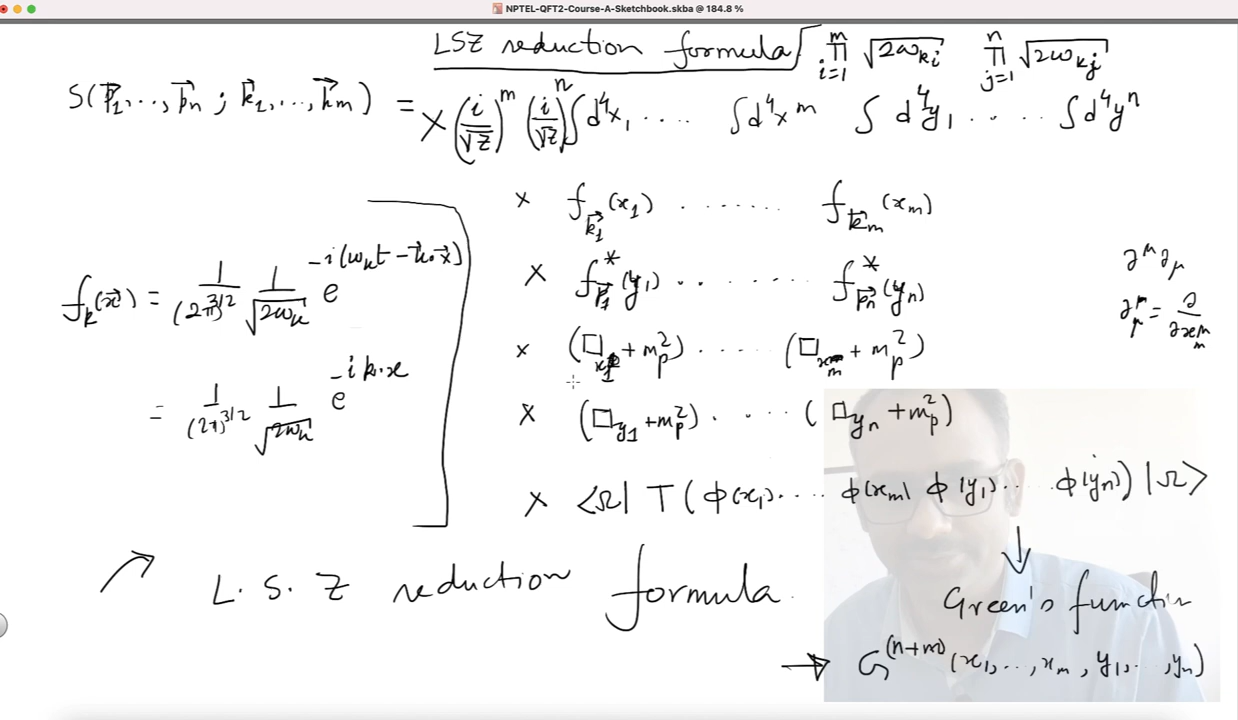 NPTEL-QFT2-Course-A-Sketchbook.skba @ 184.8 %
LSZ reduction formula
∏_{i=1}^{m} √(2ω_{k_i}) ∏_{j=1}^{n} √(2ω_{k_j})
S(p⃗_1,...,p⃗_n ; k⃗_1,...,k⃗_m) = × (i/√Z)^m (i/√Z)^n ∫d⁴x_1 .... ∫d⁴x^m ∫d⁴y_1 ..... ∫d⁴y^n
× f_{k⃗_1}(x_1) ....... f_{k⃗_m}(x_m)
× f*_{p⃗_1}(y_1) ....... f*_{p⃗_n}(y_n)
× (□_{x_1} + m_p²) ..... (□_{x_m} + m_p²)
× (□_{y_1} + m_p²) ..... (□_{y_n} + m_p²)
× <Ω| T(φ(x_1).... φ(x_m) φ(y_1).... φ(y_n)) |Ω>
f_k(x⃗) = 1/(2π)^{3/2} 1/√(2ω_k) e^{-i(ω_k t - k⃗·x⃗)}
= 1/(2π)^{3/2} 1/√(2ω_k) e^{-ik·x}
∂^μ∂_μ
∂^m_μ = ∂/∂x^μ_m
L.S.Z reduction formula.
↓
Green's function
→ G^{(n+m)}(x_1,...,x_m, y_1,...,y_n)